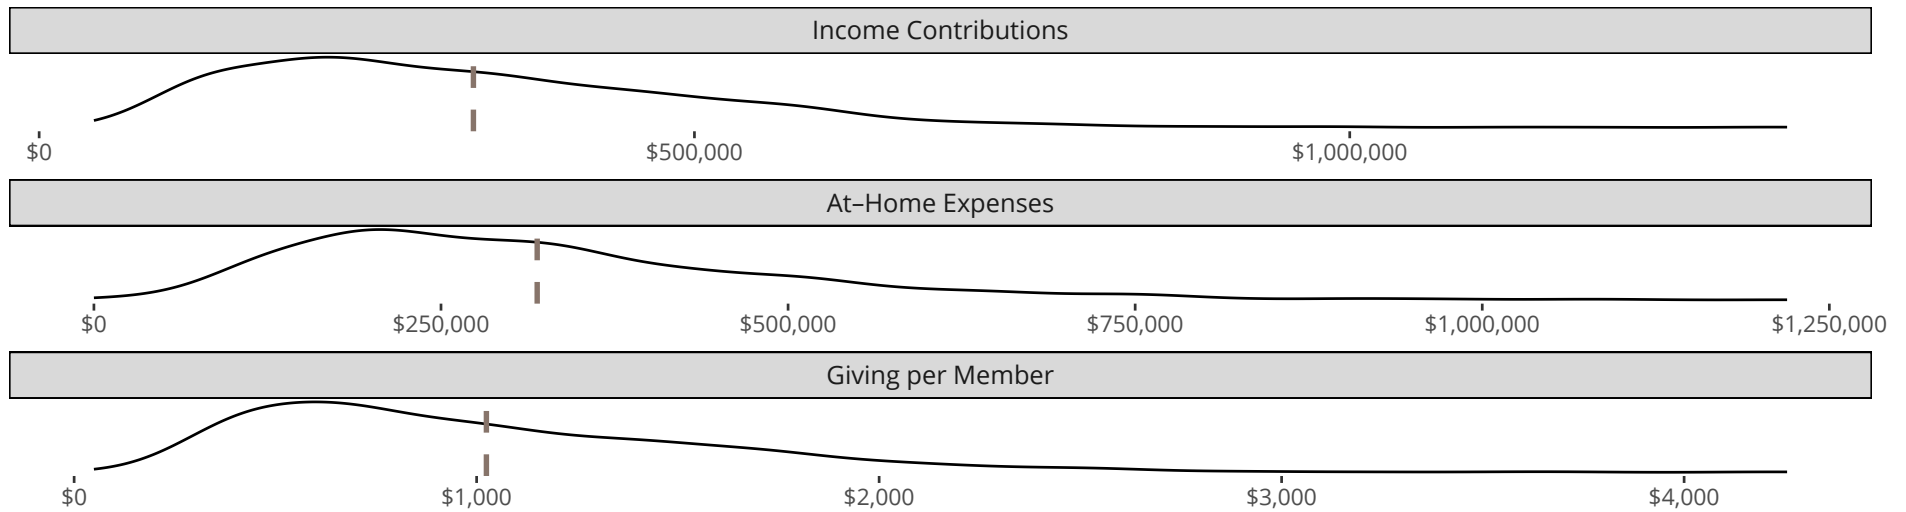 Income Contributions
$0 $500,000 $1,000,000
At–Home Expenses
$0 $250,000 $500,000 $750,000 $1,000,000 $1,250,000
Giving per Member
$0 $1,000 $2,000 $3,000 $4,000